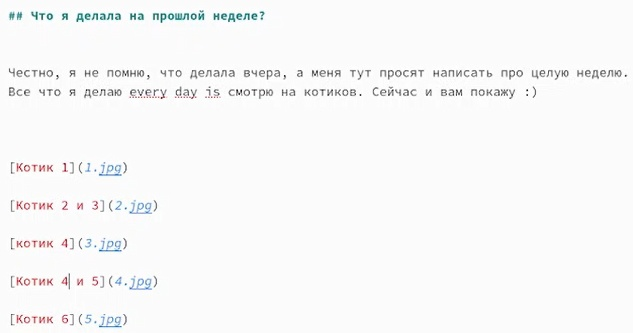 ## Что я делала на прошлой неделе?
Честно, я не помню, что делала вчера, а меня тут просят написать про целую неделю.
Все что я делаю every day is смотрю на котиков. Сейчас и вам покажу :)
[Котик 1](1.jpg)
[Котик 2 и 3](2.jpg)
[котик 4](3.jpg)
[Котик 4 и 5](4.jpg)
[Котик 6](5.jpg)